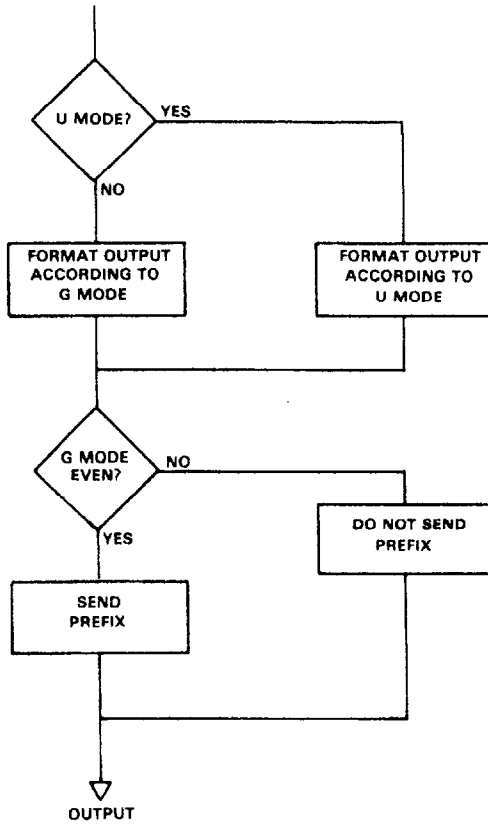 U MODE?
YES
NO
FORMAT OUTPUT
ACCORDING TO
G MODE
FORMAT OUTPUT
ACCORDING TO
U MODE
G MODE
EVEN?
NO
YES
DO NOT SEND
PREFIX
SEND
PREFIX
OUTPUT